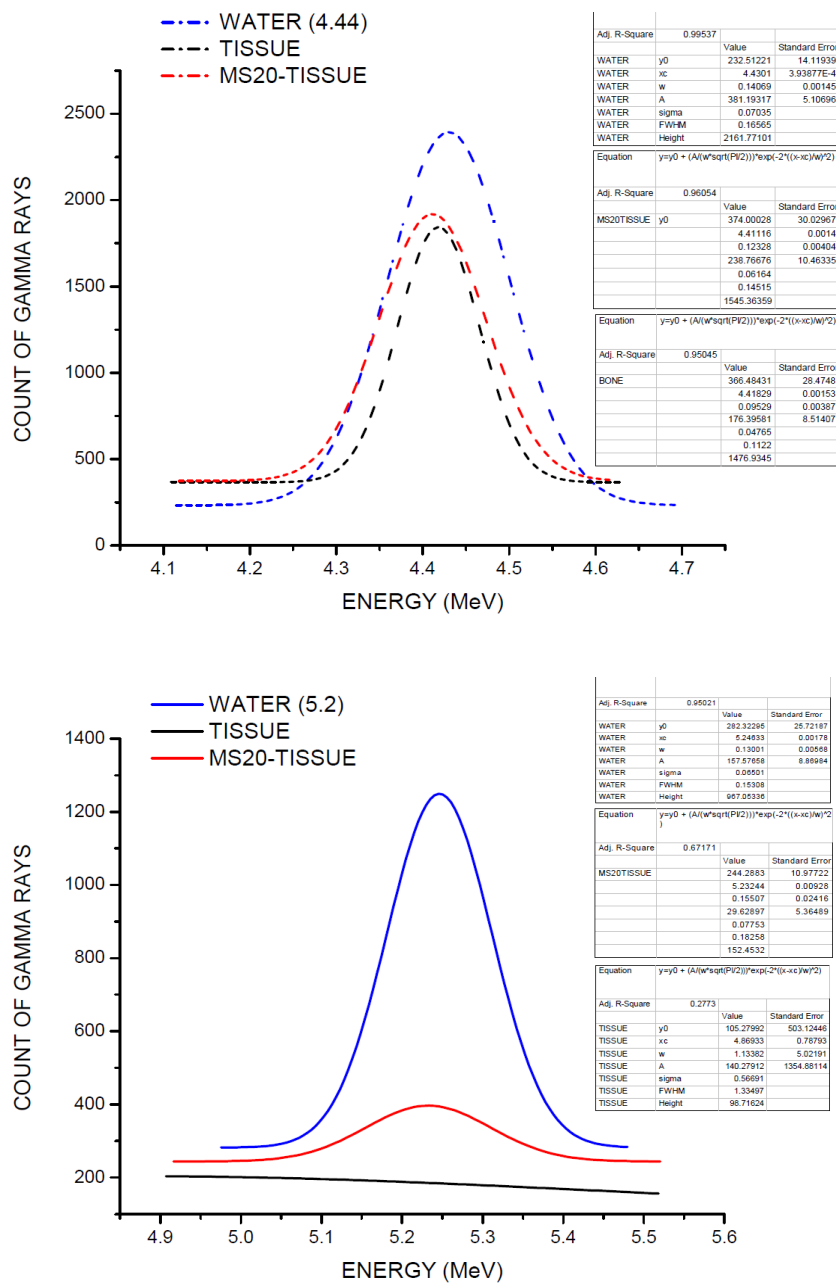 WATER (4.44)
TISSUE
MS20-TISSUE
2500
2000
1500
1000
500
0
COUNT OF GAMMA RAYS
4.1 4.2 4.3 4.4 4.5 4.6 4.7
ENERGY (MeV)
Adj. R-Square 0.99537
Value Standard Error
WATER y0 232.51221 14.11939
WATER xc 4.4301 3.93877E-4
WATER w 0.14069 0.00145
WATER A 381.19317 5.10696
WATER sigma 0.07035
WATER FWHM 0.16565
WATER Height 2161.77101
Equation y=y0 + (A/(w*sqrt(PI/2)))*exp(-2*((x-xc)/w)^2)
Adj. R-Square 0.96054
Value Standard Error
MS20TISSUE y0 374.00028 30.02967
4.41116 0.0014
0.12328 0.00404
238.76676 10.46335
0.06164
0.14515
1545.36359
Equation y=y0 + (A/(w*sqrt(PI/2)))*exp(-2*((x-xc)/w)^2)
Adj. R-Square 0.95045
Value Standard Error
BONE 366.48431 28.4748
4.41829 0.00153
0.09529 0.00387
176.39581 8.51407
0.04765
0.1122
1476.9345
WATER (5.2)
TISSUE
MS20-TISSUE
1400
1200
1000
800
600
400
200
COUNT OF GAMMA RAYS
4.9 5.0 5.1 5.2 5.3 5.4 5.5 5.6
ENERGY (MeV)
Adj. R-Square 0.95021
Value Standard Error
WATER y0 282.32295 25.72187
WATER xc 5.24633 0.00178
WATER w 0.13001 0.00568
WATER A 157.57658 8.86984
WATER sigma 0.06501
WATER FWHM 0.15308
WATER Height 967.05336
Equation y=y0 + (A/(w*sqrt(PI/2)))*exp(-2*((x-xc)/w)^2
)
Adj. R-Square 0.67171
Value Standard Error
MS20TISSUE 244.2883 10.97722
5.23244 0.00928
0.15507 0.02416
29.62897 5.36489
0.07753
0.18258
152.4532
Equation y=y0 + (A/(w*sqrt(PI/2)))*exp(-2*((x-xc)/w)^2)
Adj. R-Square 0.2773
Value Standard Error
TISSUE y0 105.27992 503.12446
TISSUE xc 4.86933 0.78793
TISSUE w 1.13382 5.02191
TISSUE A 140.27912 1354.88114
TISSUE sigma 0.56691
TISSUE FWHM 1.33497
TISSUE Height 98.71624